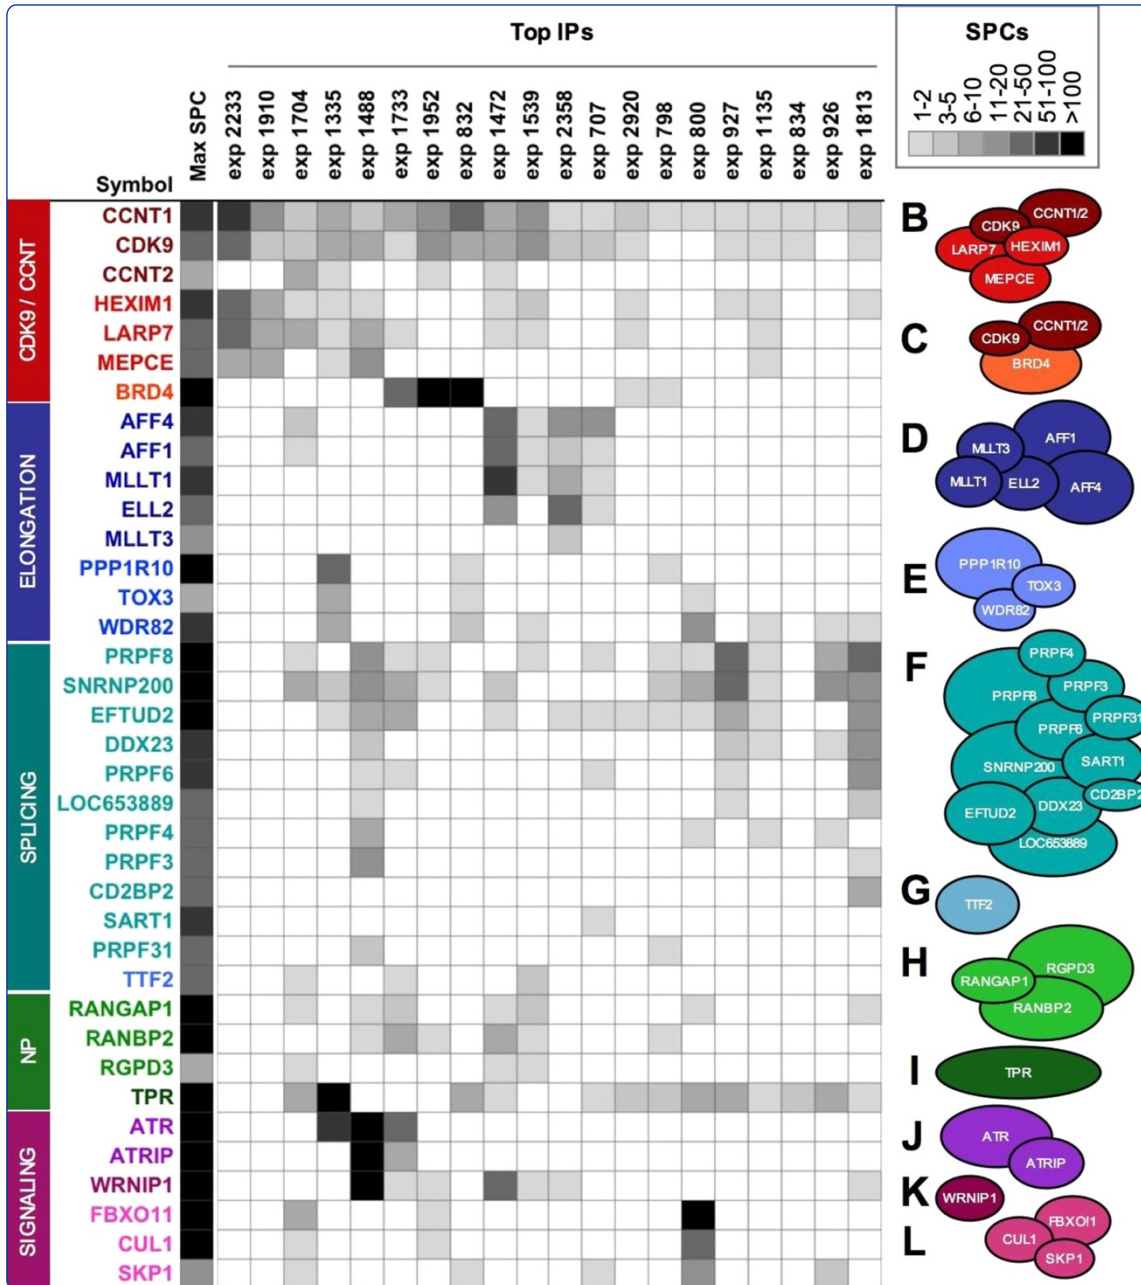 Top IPs
SPCs
1-2
3-5
6-10
11-20
21-50
51-100
>100
Symbol
Max SPC
exp 2233
exp 1910
exp 1704
exp 1335
exp 1488
exp 1733
exp 1952
exp 832
exp 1472
exp 1539
exp 2358
exp 707
exp 2920
exp 798
exp 800
exp 927
exp 1135
exp 834
exp 926
exp 1813
CDK9 / CCNT
CCNT1
CDK9
CCNT2
HEXIM1
LARP7
MEPCE
BRD4
ELONGATION
AFF4
AFF1
MLLT1
ELL2
MLLT3
PPP1R10
TOX3
WDR82
SPLICING
PRPF8
SNRNP200
EFTUD2
DDX23
PRPF6
LOC653889
PRPF4
PRPF3
CD2BP2
SART1
PRPF31
TTF2
NP
RANGAP1
RANBP2
RGPD3
TPR
SIGNALING
ATR
ATRIP
WRNIP1
FBXO11
CUL1
SKP1
B
CCNT1/2
CDK9
LARP7
HEXIM1
MEPCE
C
CCNT1/2
CDK9
BRD4
D
AFF1
MLLT3
MLLT1
ELL2
AFF4
E
PPP1R10
TOX3
WDR82
F
PRPF4
PRPF8
PRPF3
PRPF31
PRPF6
SNRNP200
SART1
CD2BP2
DDX23
EFTUD2
LOC653889
G
TTF2
H
RGPD3
RANGAP1
RANBP2
I
TPR
J
ATR
ATRIP
K
WRNIP1
L
FBXO!1
CUL1
SKP1